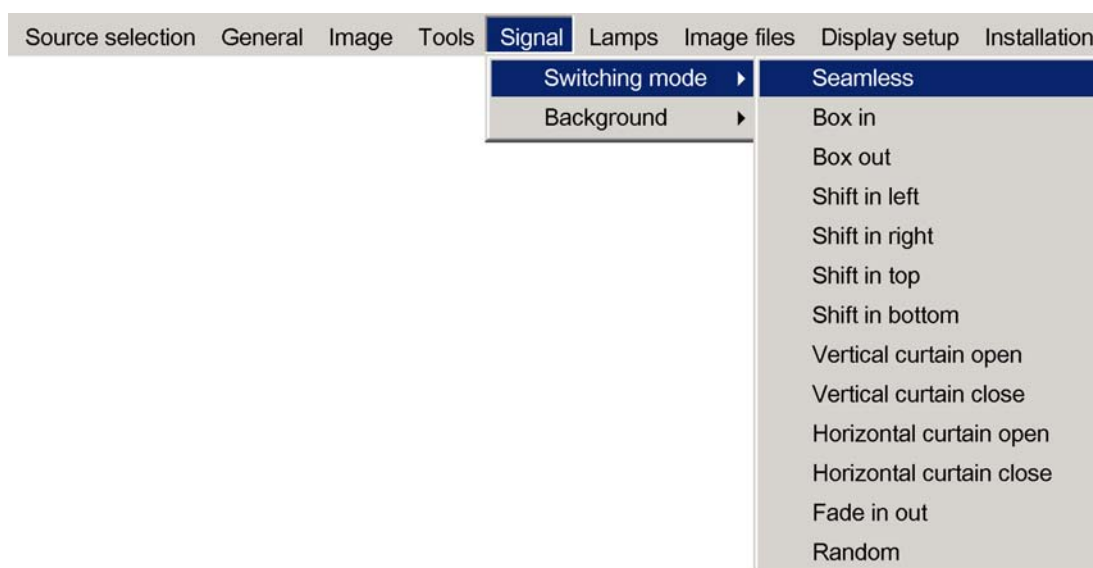 Source selection General Image Tools Signal Lamps Image files Display setup Installation
Switching mode Seamless
Background Box in
Box out
Shift in left
Shift in right
Shift in top
Shift in bottom
Vertical curtain open
Vertical curtain close
Horizontal curtain open
Horizontal curtain close
Fade in out
Random